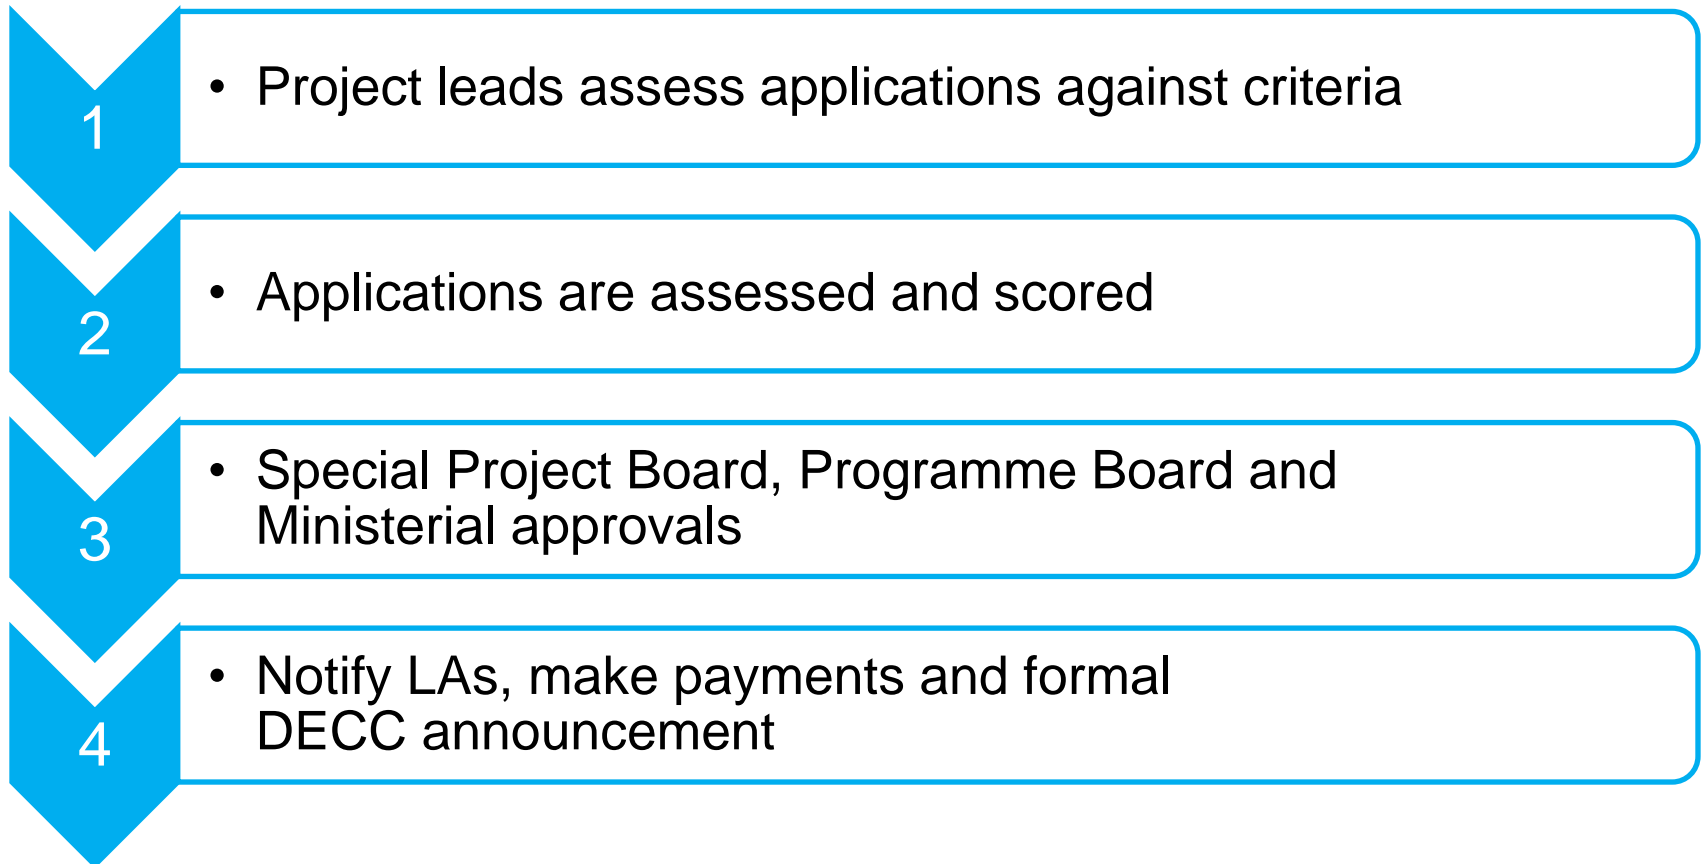 1
• Project leads assess applications against criteria
2
• Applications are assessed and scored
3
• Special Project Board, Programme Board and
Ministerial approvals
4
• Notify LAs, make payments and formal
DECC announcement